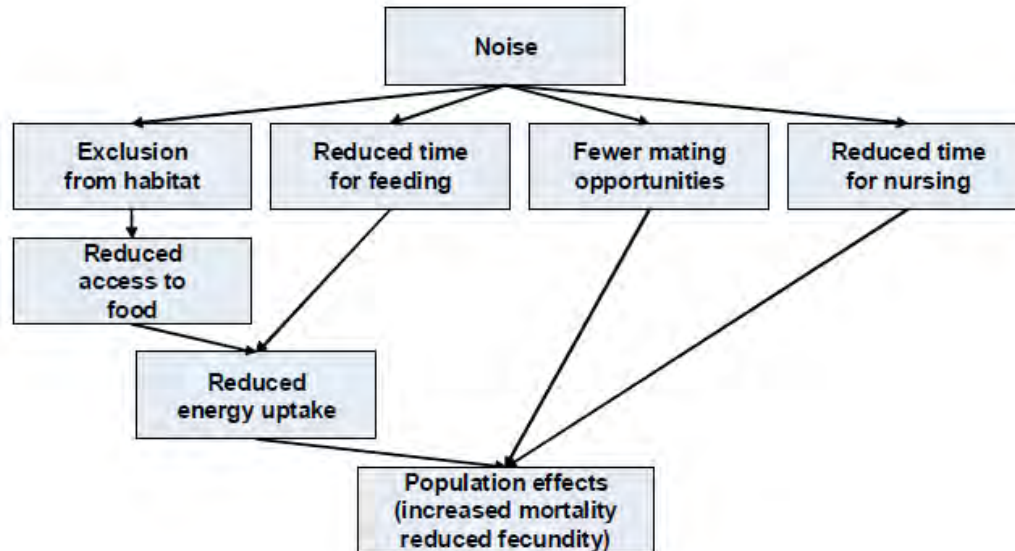 Noise
Exclusion
from habitat
Reduced time
for feeding
Fewer mating
opportunities
Reduced time
for nursing
Reduced
access to
food
Reduced
energy uptake
Population effects
(increased mortality
reduced fecundity)